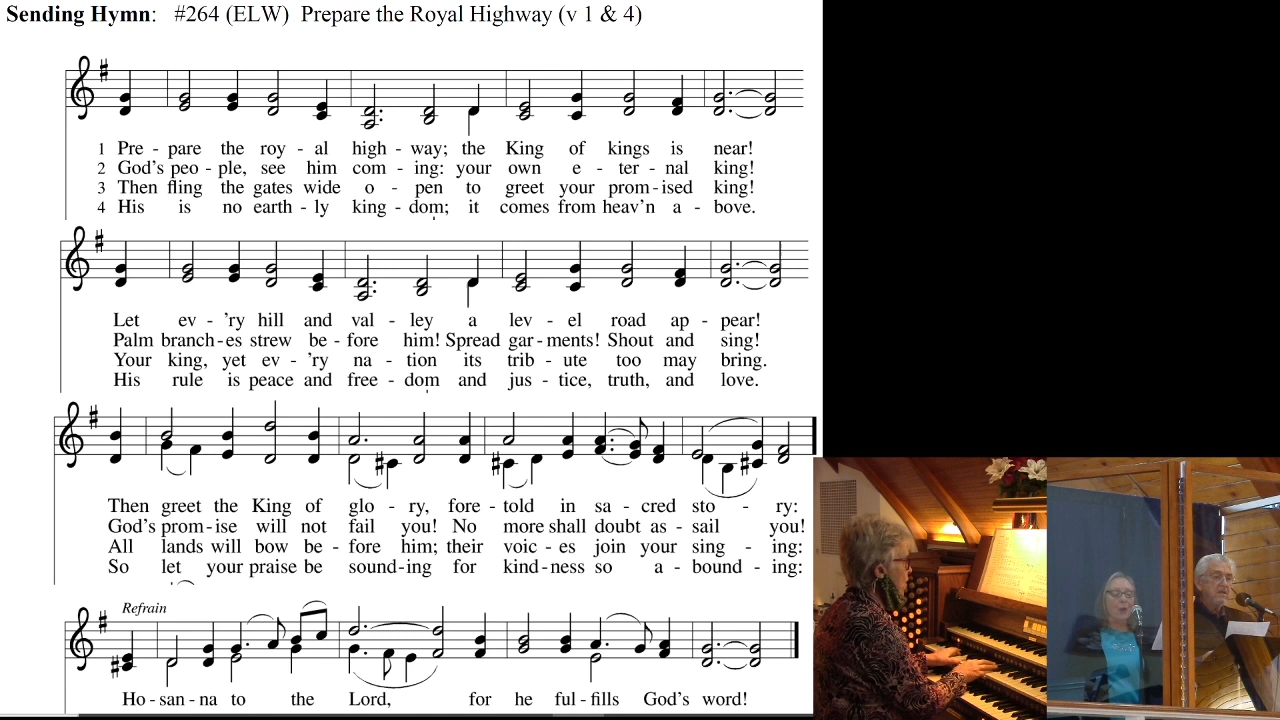 Sending Hymn: #264 (ELW) Prepare the Royal Highway (v 1 & 4)
1 Pre - pare the roy - al high - way; the King of kings is near!
2 God's peo - ple, see him com - ing: your own e - ter - nal king!
3 Then fling the gates wide o - pen to greet your prom - ised king!
4 His is no earth - ly king - dom; it comes from heav'n a - bove.
Let ev - 'ry hill and val - ley a lev - el road ap - pear!
Palm branch - es strew be - fore him! Spread gar - ments! Shout and sing!
Your king, yet ev - 'ry na - tion its trib - ute too may bring.
His rule is peace and free - dom and jus - tice, truth, and love.
Then greet the King of glo - ry, fore - told in sa - cred sto - ry:
God's prom - ise will not fail you! No more shall doubt as - sail you!
All lands will bow be - fore him; their voic - es join your sing - ing:
So let your praise be sound - ing for kind - ness so a - bound - ing:
Refrain
Ho - san - na to the Lord, for he ful - fills God's word!